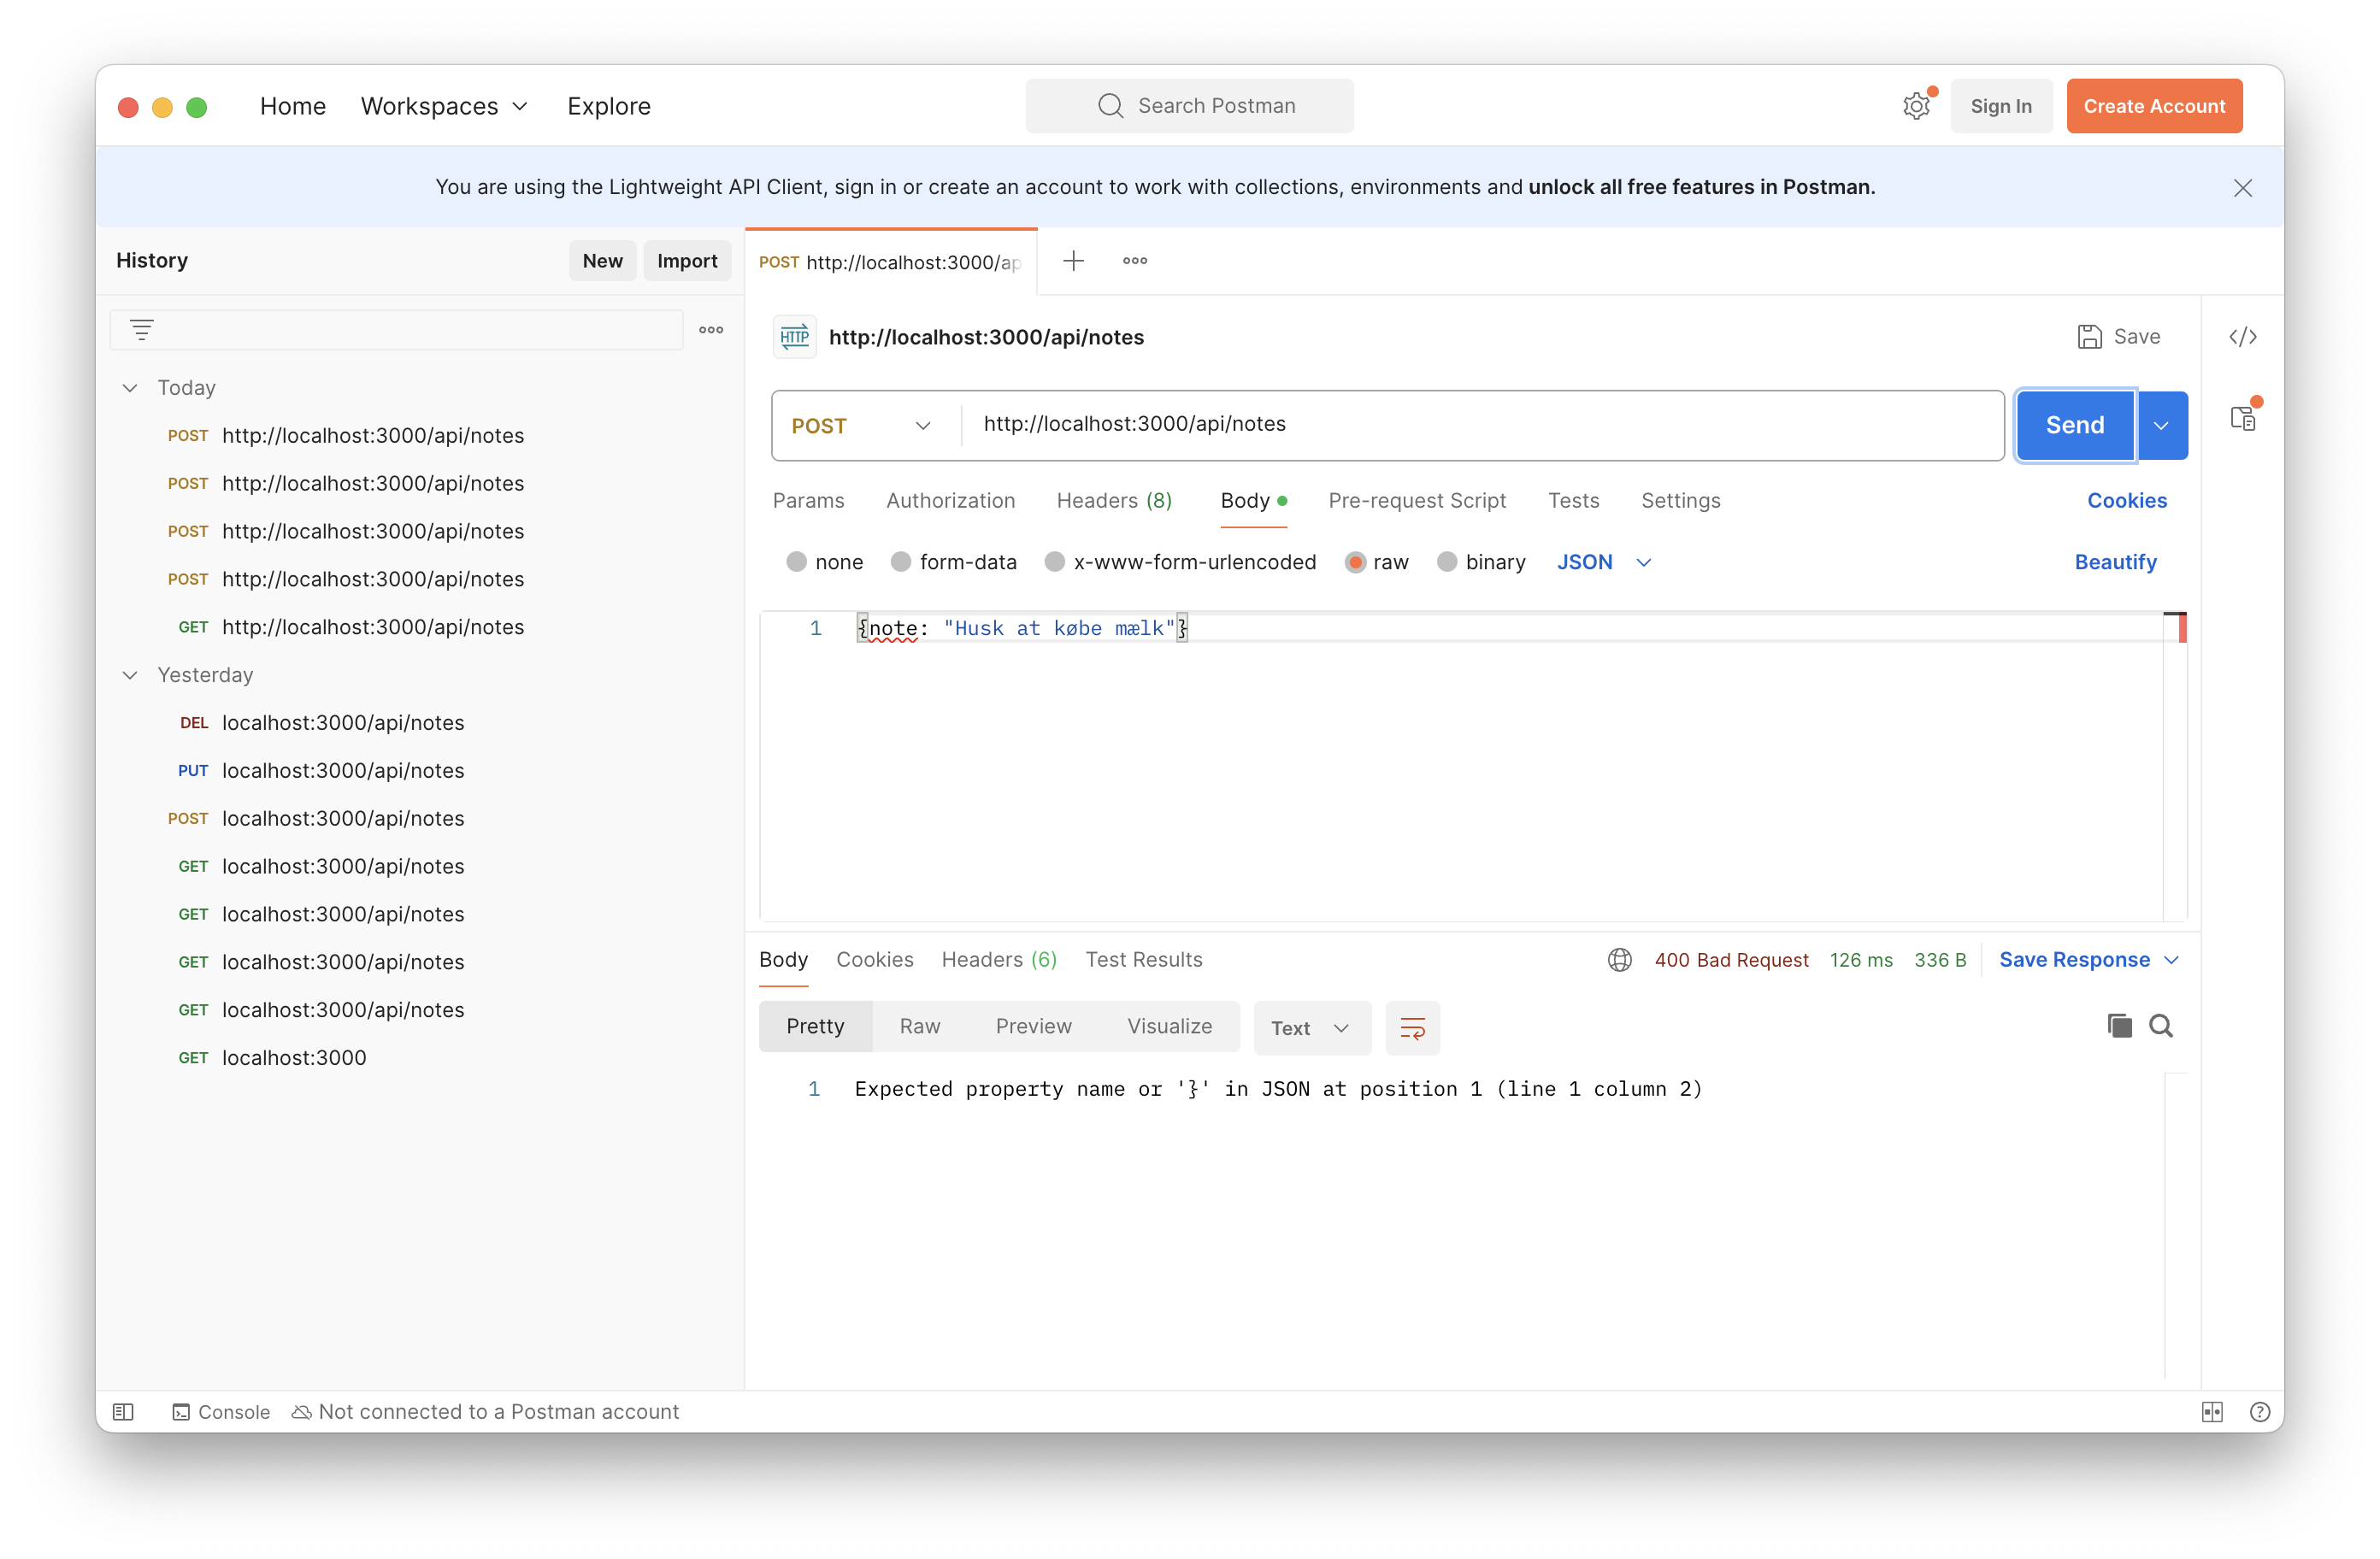 Home Workspaces Explore
Search Postman
Sign In
Create Account
You are using the Lightweight API Client, sign in or create an account to work with collections, environments and unlock all free features in Postman.
History
New
Import
Today
POST http://localhost:3000/api/notes
POST http://localhost:3000/api/notes
POST http://localhost:3000/api/notes
POST http://localhost:3000/api/notes
GET http://localhost:3000/api/notes
Yesterday
DEL localhost:3000/api/notes
PUT localhost:3000/api/notes
POST localhost:3000/api/notes
GET localhost:3000/api/notes
GET localhost:3000/api/notes
GET localhost:3000/api/notes
GET localhost:3000/api/notes
GET localhost:3000
POST http://localhost:3000/ap
HTTP http://localhost:3000/api/notes
Save
POST http://localhost:3000/api/notes
Send
Params Authorization Headers (8) Body Pre-request Script Tests Settings Cookies
none form-data x-www-form-urlencoded raw binary JSON Beautify
1 {note: "Husk at købe mælk"}
Body Cookies Headers (6) Test Results 400 Bad Request 126 ms 336 B Save Response
Pretty Raw Preview Visualize Text
1 Expected property name or '}' in JSON at position 1 (line 1 column 2)
Console Not connected to a Postman account